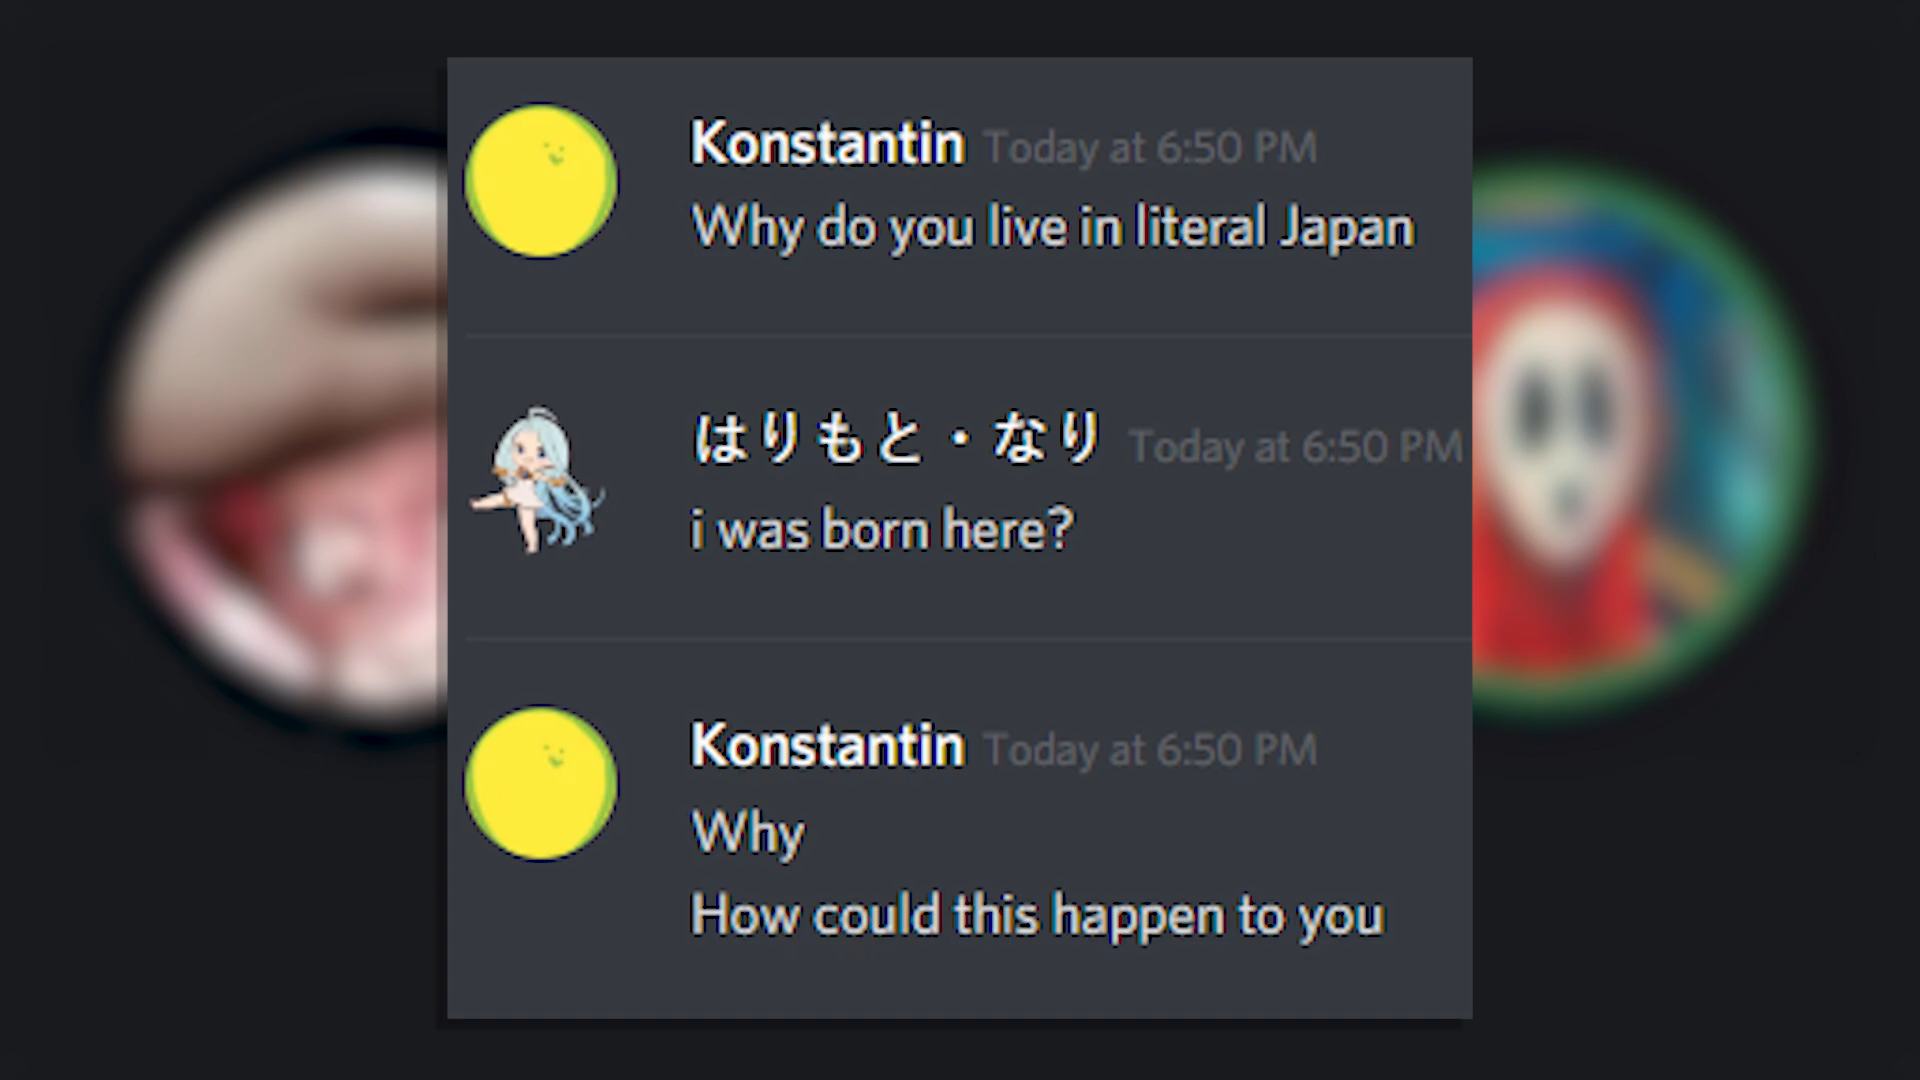 Konstantin Today at 6:50 PM
Why do you live in literal Japan
はりもと・なり Today at 6:50 PM
i was born here?
Konstantin Today at 6:50 PM
Why
How could this happen to you